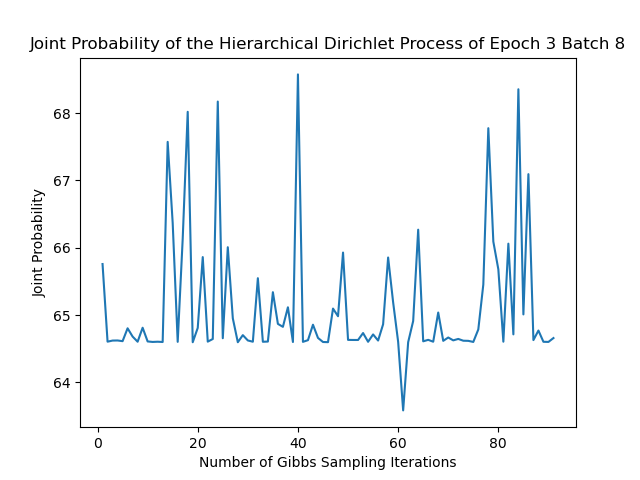 Joint Probability of the Hierarchical Dirichlet Process of Epoch 3 Batch 8
68
67
66
65
64
Joint Probability
0 20 40 60 80
Number of Gibbs Sampling Iterations